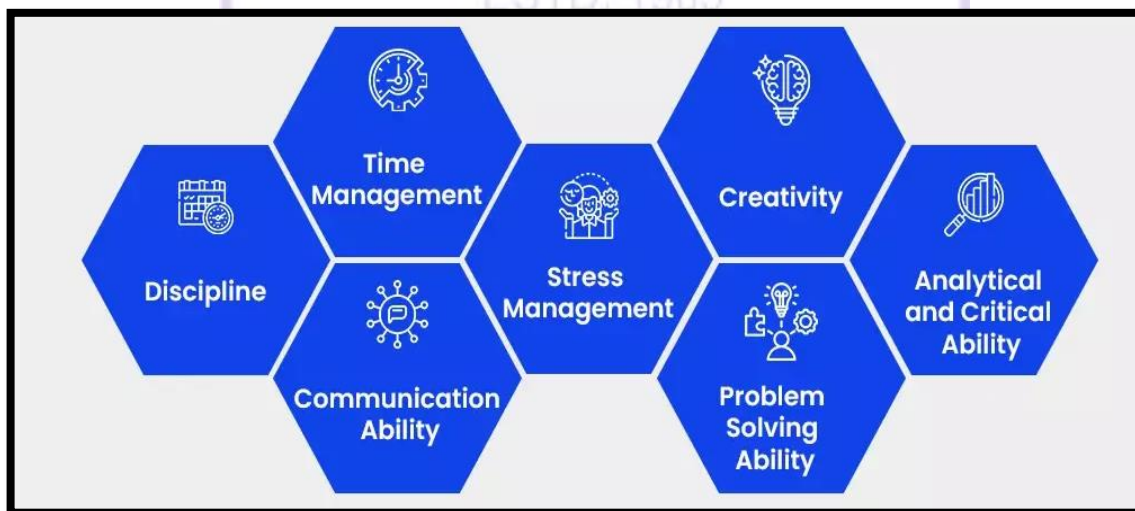 Time
Management
Creativity
Discipline
Stress
Management
Analytical
and Critical
Ability
Communication
Ability
Problem
Solving
Ability